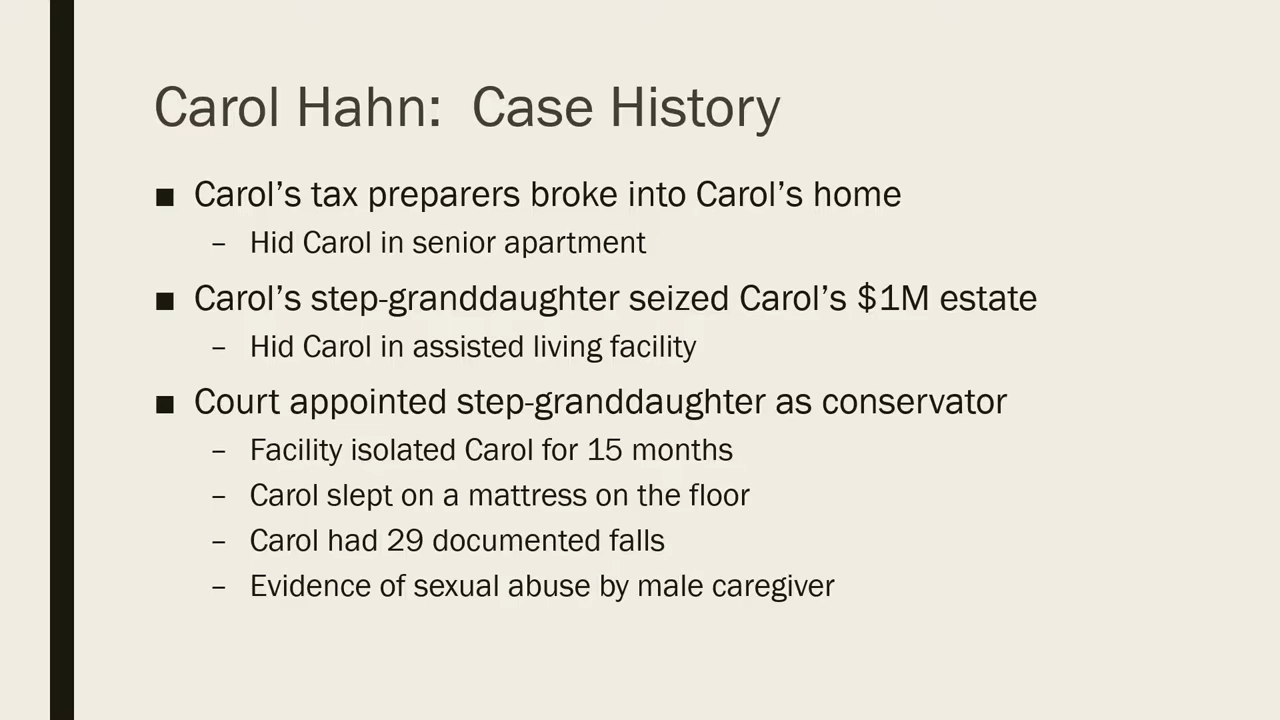 Carol Hahn:  Case History
■ Carol’s tax preparers broke into Carol’s home
– Hid Carol in senior apartment
■ Carol’s step-granddaughter seized Carol’s $1M estate
– Hid Carol in assisted living facility
■ Court appointed step-granddaughter as conservator
– Facility isolated Carol for 15 months
– Carol slept on a mattress on the floor
– Carol had 29 documented falls
– Evidence of sexual abuse by male caregiver